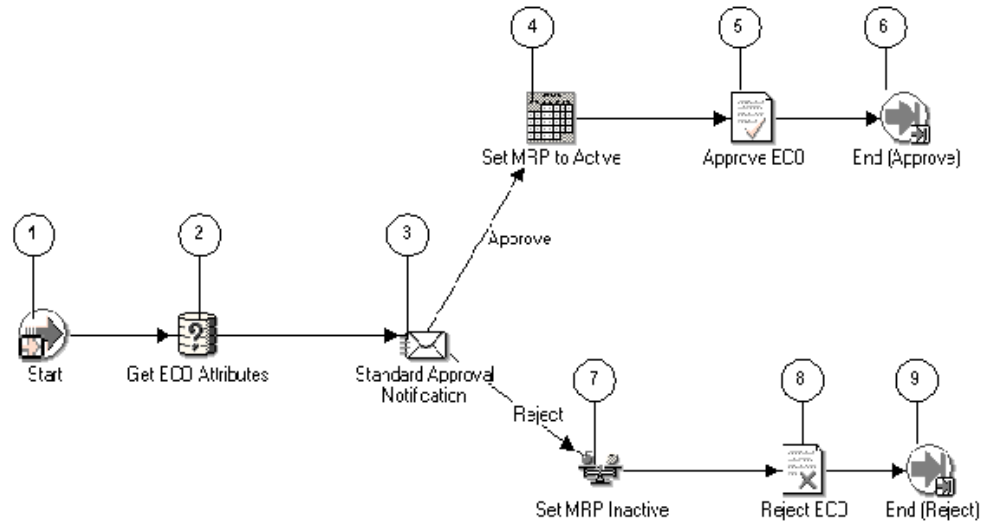 4
5
6
Set MRP to Active
Approve ECO
End (Approve)
1
2
3
Approve
Start
Get ECO Attributes
Standard Approval
Notification
Reject
7
8
9
Set MRP Inactive
Reject ECO
End (Reject)